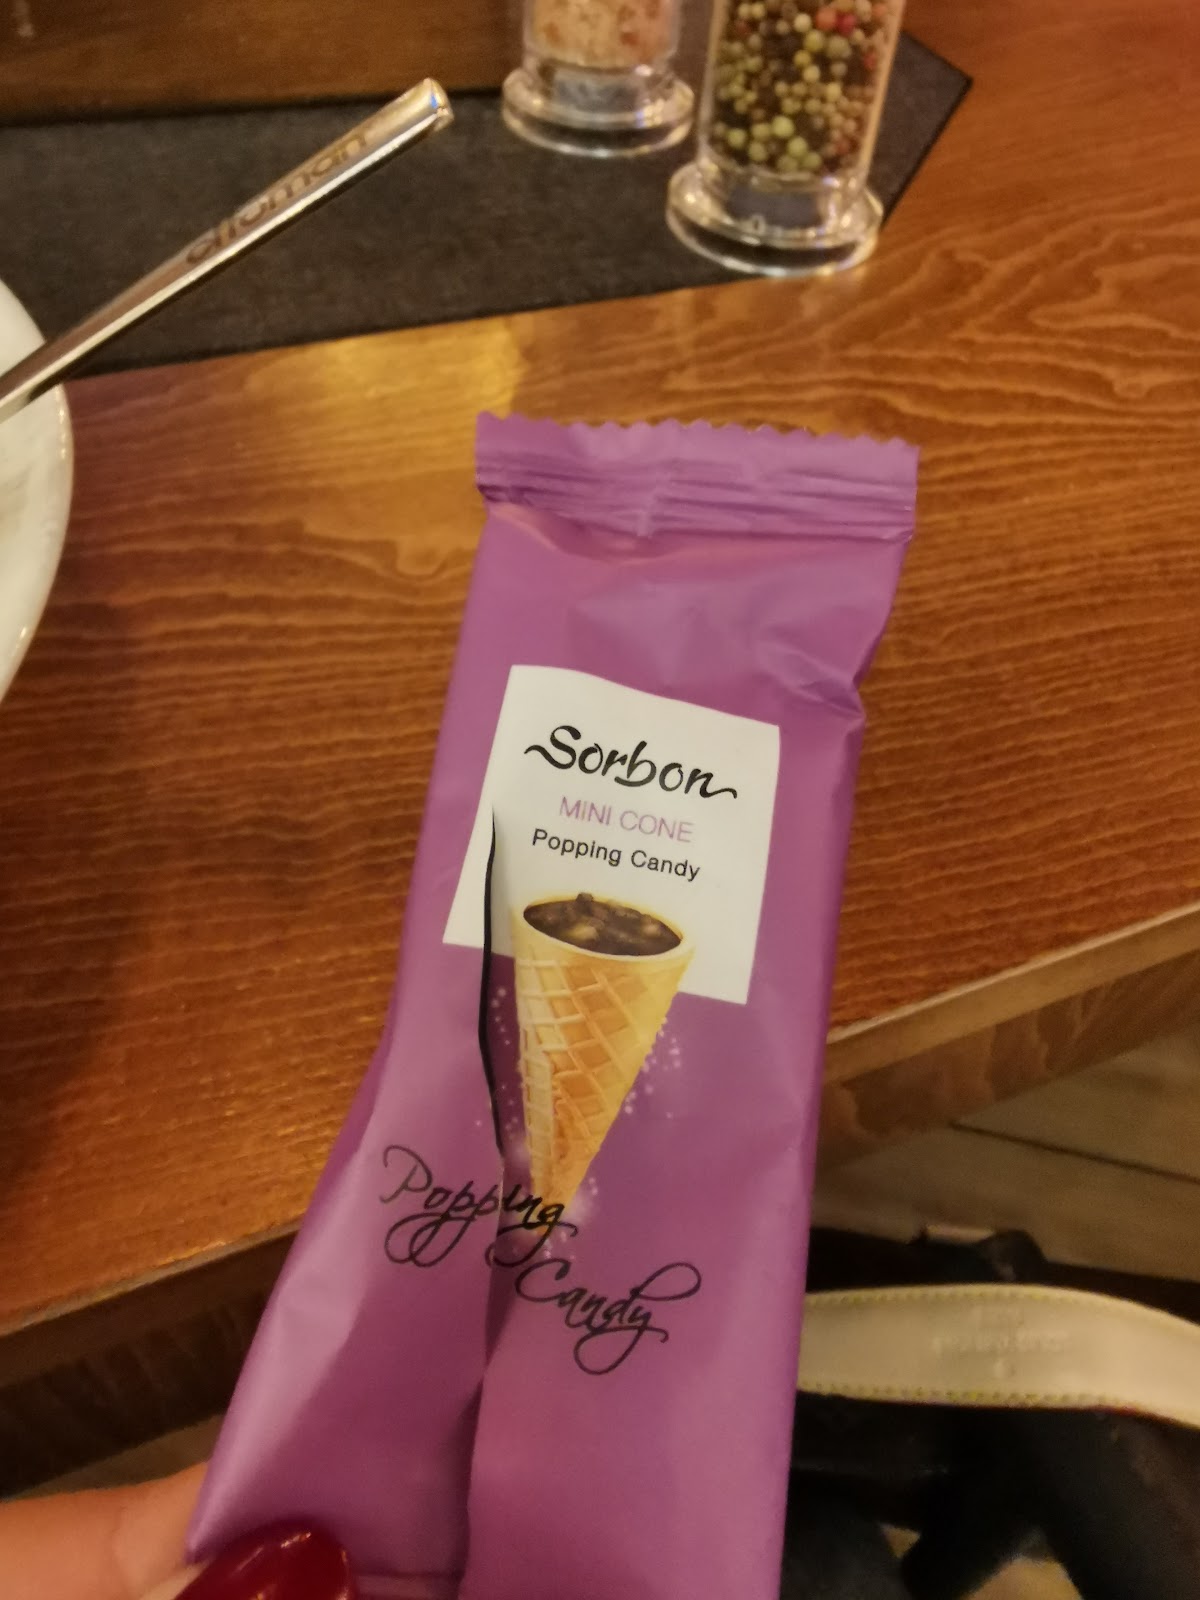 Sorbon
MINI CONE
Popping Candy
Popping
Candy